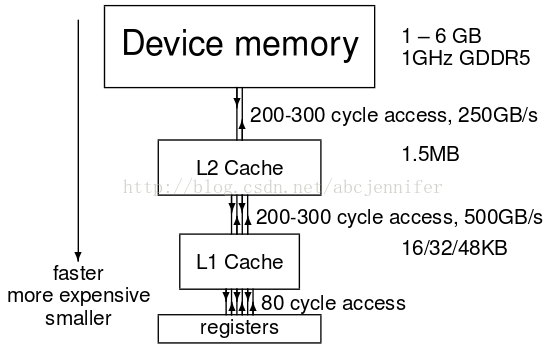 Device memory
1 – 6 GB
1GHz GDDR5
200-300 cycle access, 250GB/s
L2 Cache
1.5MB
http://blog.csdn.net/abcjennifer
200-300 cycle access, 500GB/s
L1 Cache
16/32/48KB
faster
more expensive
smaller
80 cycle access
registers